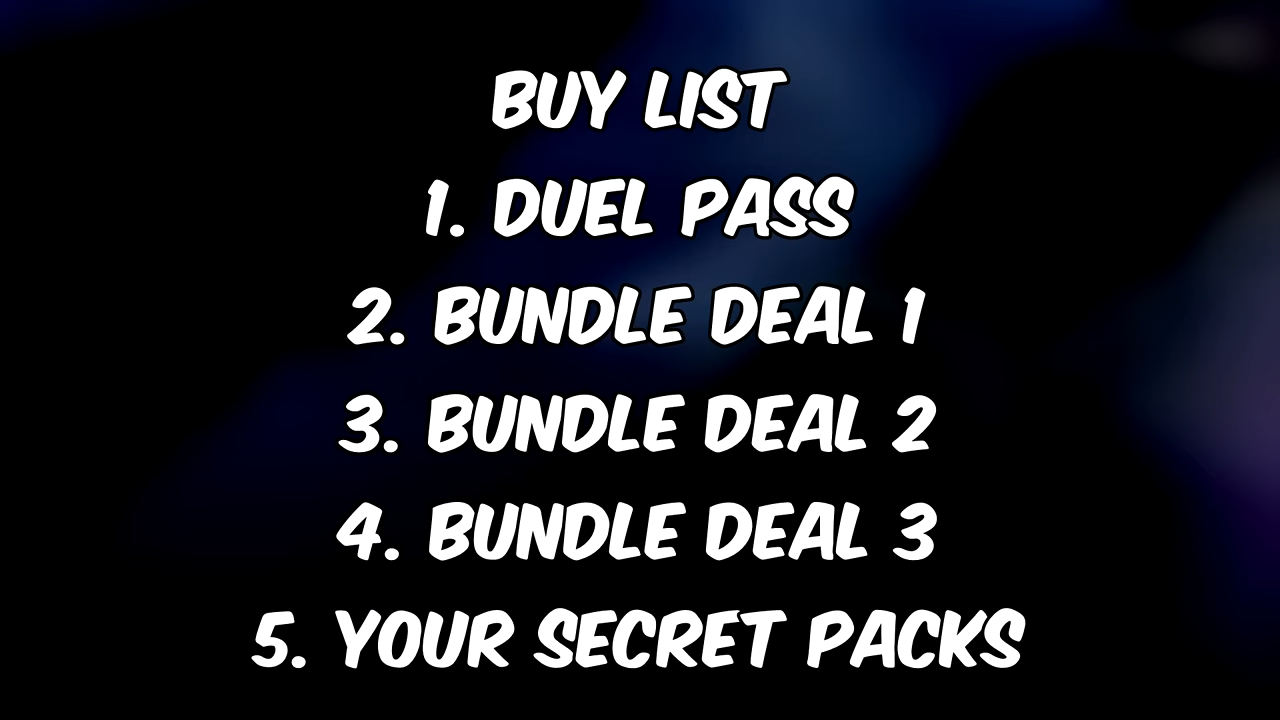 BUY LIST
1. DUEL PASS
2. BUNDLE DEAL 1
3. BUNDLE DEAL 2
4. BUNDLE DEAL 3
5. YOUR SECRET PACKS